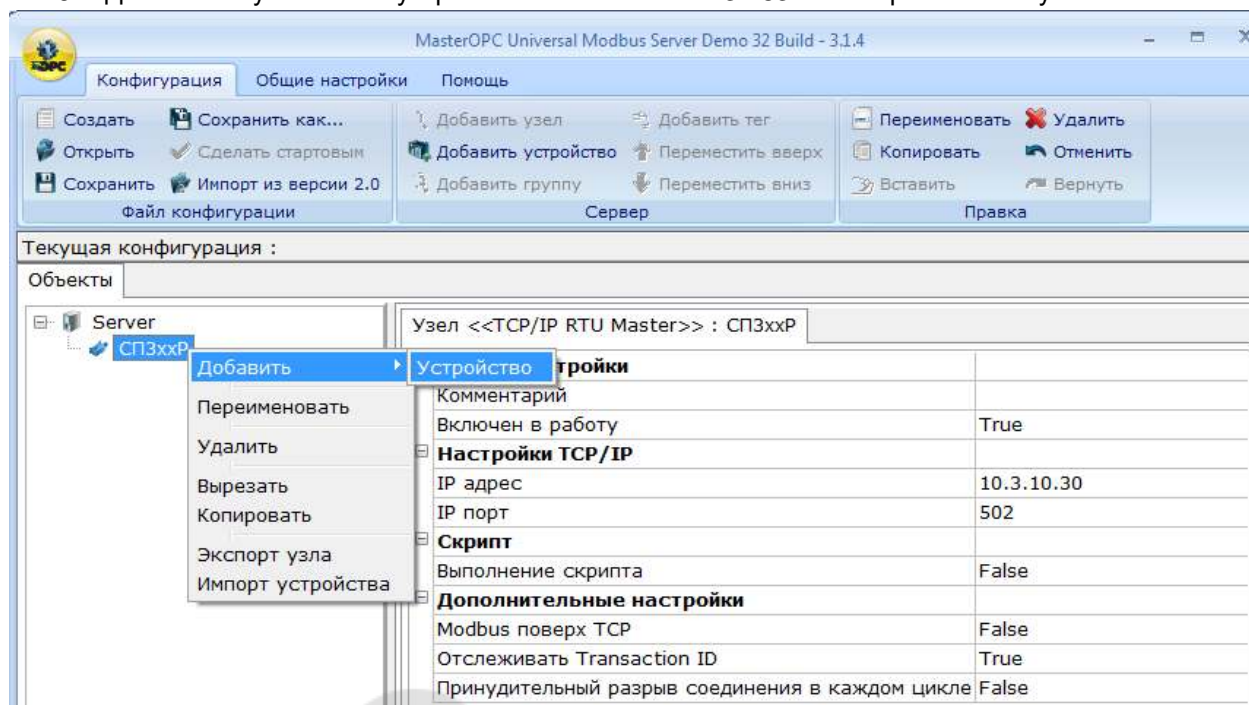 MasterOPC Universal Modbus Server Demo 32 Build - 3.1.4
Конфигурация Общие настройки Помощь
Создать Сохранить как... Добавить узел Добавить тег Переименовать Удалить
Открыть Сделать стартовым Добавить устройство Переместить вверх Копировать Отменить
Сохранить Импорт из версии 2.0 Добавить группу Переместить вниз Вставить Вернуть
Файл конфигурации Сервер Правка
Текущая конфигурация :
Объекты
Server
СП3xxР
Узел <<TCP/IP RTU Master>> : СП3xxР
Добавить
Устройство
Переименовать
Удалить
Вырезать
Копировать
Экспорт узла
Импорт устройства
тройки
Комментарий
Включен в работу True
Настройки TCP/IP
IP адрес 10.3.10.30
IP порт 502
Скрипт
Выполнение скрипта False
Дополнительные настройки
Modbus поверх TCP False
Отслеживать Transaction ID True
Принудительный разрыв соединения в каждом цикле False